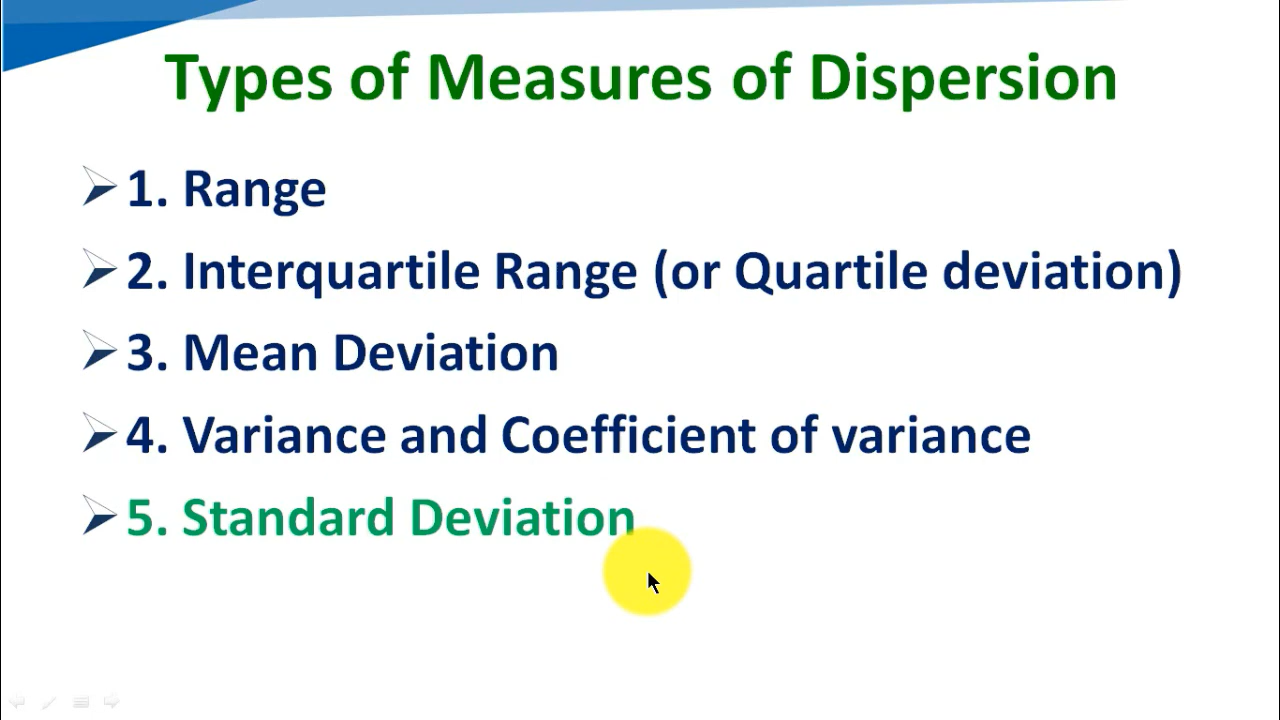 Types of Measures of Dispersion
1. Range
2. Interquartile Range (or Quartile deviation)
3. Mean Deviation
4. Variance and Coefficient of variance
5. Standard Deviation